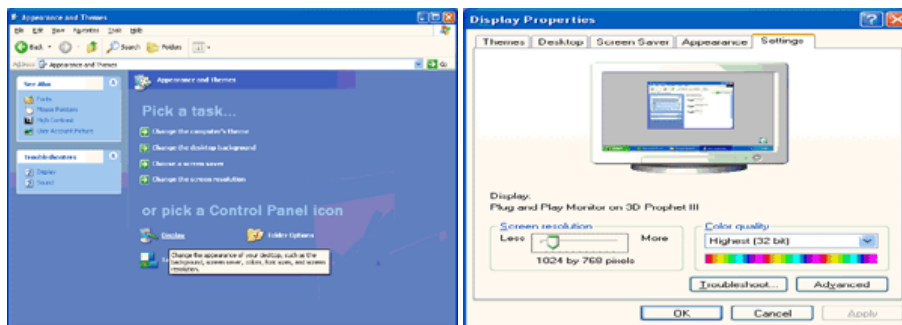 Appearance and Themes
File Edit View Favorites Tools Help
Back Search Folders
Address Appearance and Themes Go
See Also
Fonts
Mouse Pointers
High Contrast
User Account Picture
Troubleshooters
Display
Sound
Appearance and Themes
Pick a task...
Change the computer's theme
Change the desktop background
Choose a screen saver
Change the screen resolution
or pick a Control Panel icon
Display Folder Options
Change the appearance of your desktop, such as the
background, screen saver, colors, font sizes, and screen
resolution.
Display Properties
Themes Desktop Screen Saver Appearance Settings
Display:
Plug and Play Monitor on 3D Prophet III
Screen resolution
Less More
1024 by 768 pixels
Color quality
Highest (32 bit)
Troubleshoot... Advanced
OK Cancel Apply